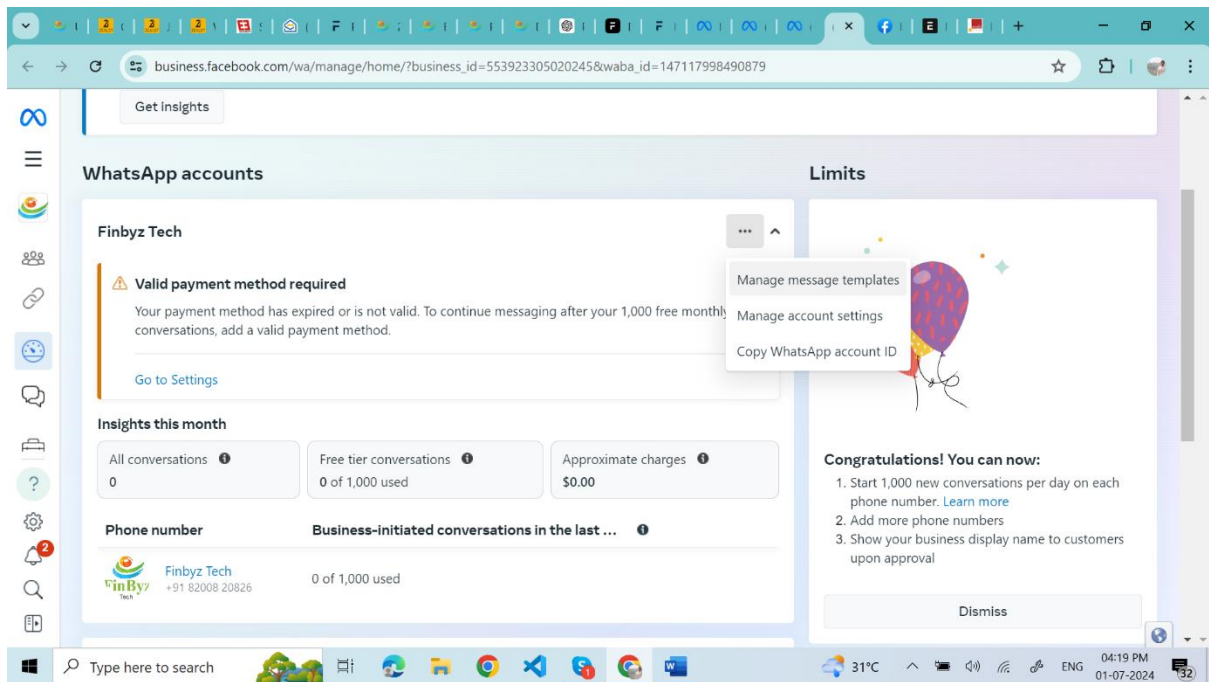 business.facebook.com/wa/manage/home/?business_id=553923305020245&waba_id=147117998490879
Get insights
WhatsApp accounts
Limits
Finbyz Tech
Valid payment method required
Your payment method has expired or is not valid. To continue messaging after your 1,000 free monthly
conversations, add a valid payment method.
Go to Settings
Manage message templates
Manage account settings
Copy WhatsApp account ID
Insights this month
All conversations
0
Free tier conversations
0 of 1,000 used
Approximate charges
$0.00
Phone number
Business-initiated conversations in the last ...
FinByz
Tech
Finbyz Tech
+91 82008 20826
0 of 1,000 used
Congratulations! You can now:
1. Start 1,000 new conversations per day on each
phone number. Learn more
2. Add more phone numbers
3. Show your business display name to customers
upon approval
Dismiss
2
Type here to search
31°C
ENG
04:19 PM
01-07-2024
32